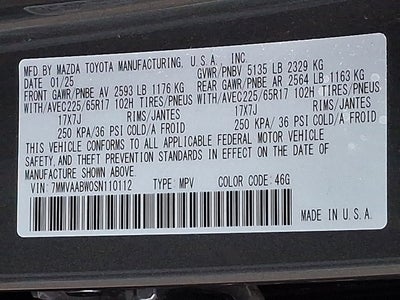 MFD BY MAZDA TOYOTA MANUFACTURING, U.S.A., INC.
DATE 01/25 GVWR/PNBV 5135 LB 2329 KG
FRONT GAWR/PNBE AV 2593 LB 1176 KG REAR GAWR/PNBE AR 2564 LB 1163 KG
WITH/AVEC225/65R17 102H TIRES/PNEUS WITH/AVEC225/65R17 102H TIRES/PNEUS
17X7J RIMS/JANTES 17X7J RIMS/JANTES
250 KPA/36 PSI COLD/A FROID 250 KPA/36 PSI COLD/A FROID
THIS VEHICLE CONFORMS TO ALL APPLICABLE FEDERAL MOTOR VEHICLE
SAFETY, AND THEFT PREVENTION STANDARDS IN EFFECT ON THE DATE OF
MANUFACTURE SHOWN ABOVE.
VIN: 7MMVAABW0SN110112 TYPE: MPV COLOR CODE: 46G
MADE IN U.S.A.